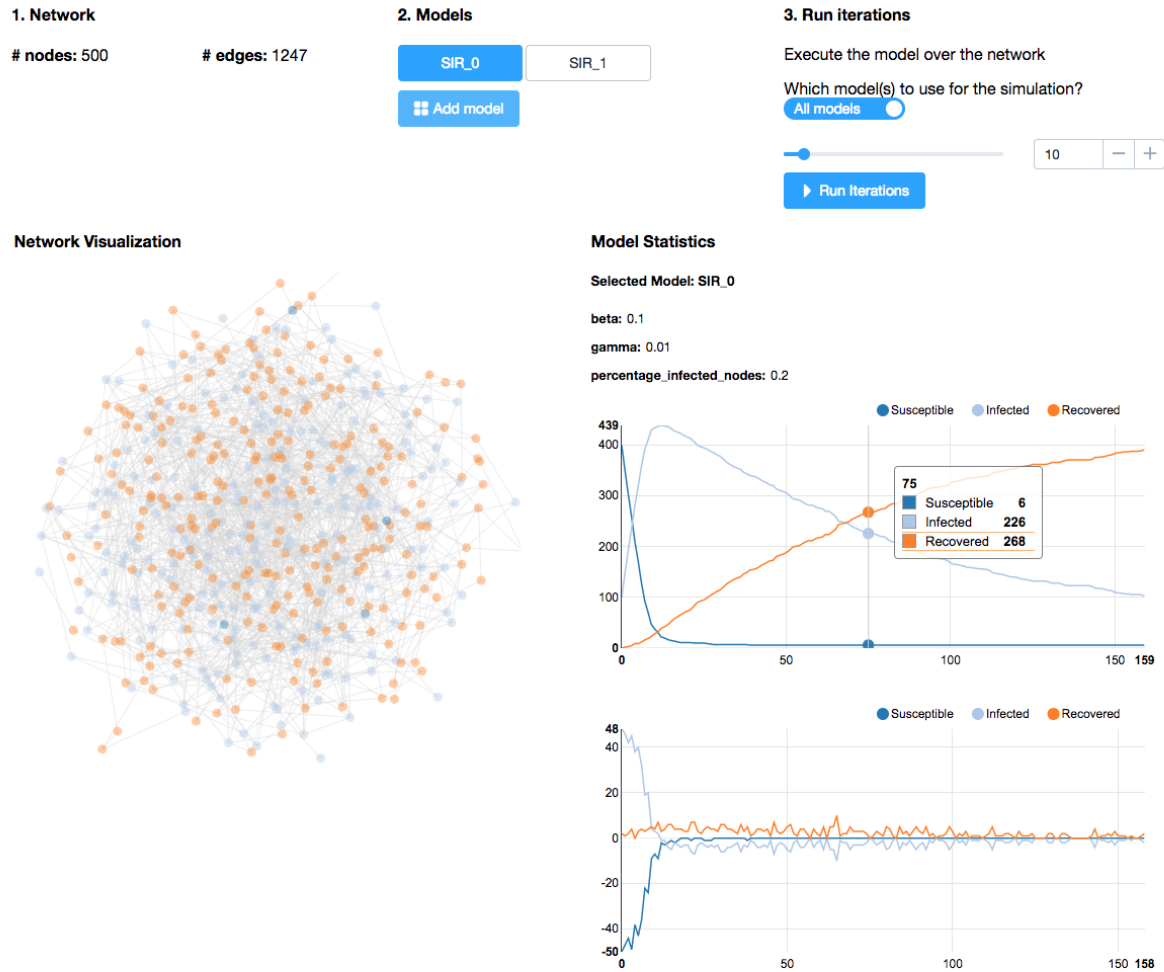 1. Network
# nodes: 500 # edges: 1247
2. Models
SIR_0 SIR_1
Add model
3. Run iterations
Execute the model over the network
Which model(s) to use for the simulation?
All models
10
Run Iterations
Network Visualization
Model Statistics
Selected Model: SIR_0
beta: 0.1
gamma: 0.01
percentage_infected_nodes: 0.2
Susceptible Infected Recovered
439
400
300
200
100
0
75
Susceptible 6
Infected 226
Recovered 268
0 50 100 150 159
Susceptible Infected Recovered
48
40
20
0
-20
-40
-50
0 50 100 150 158